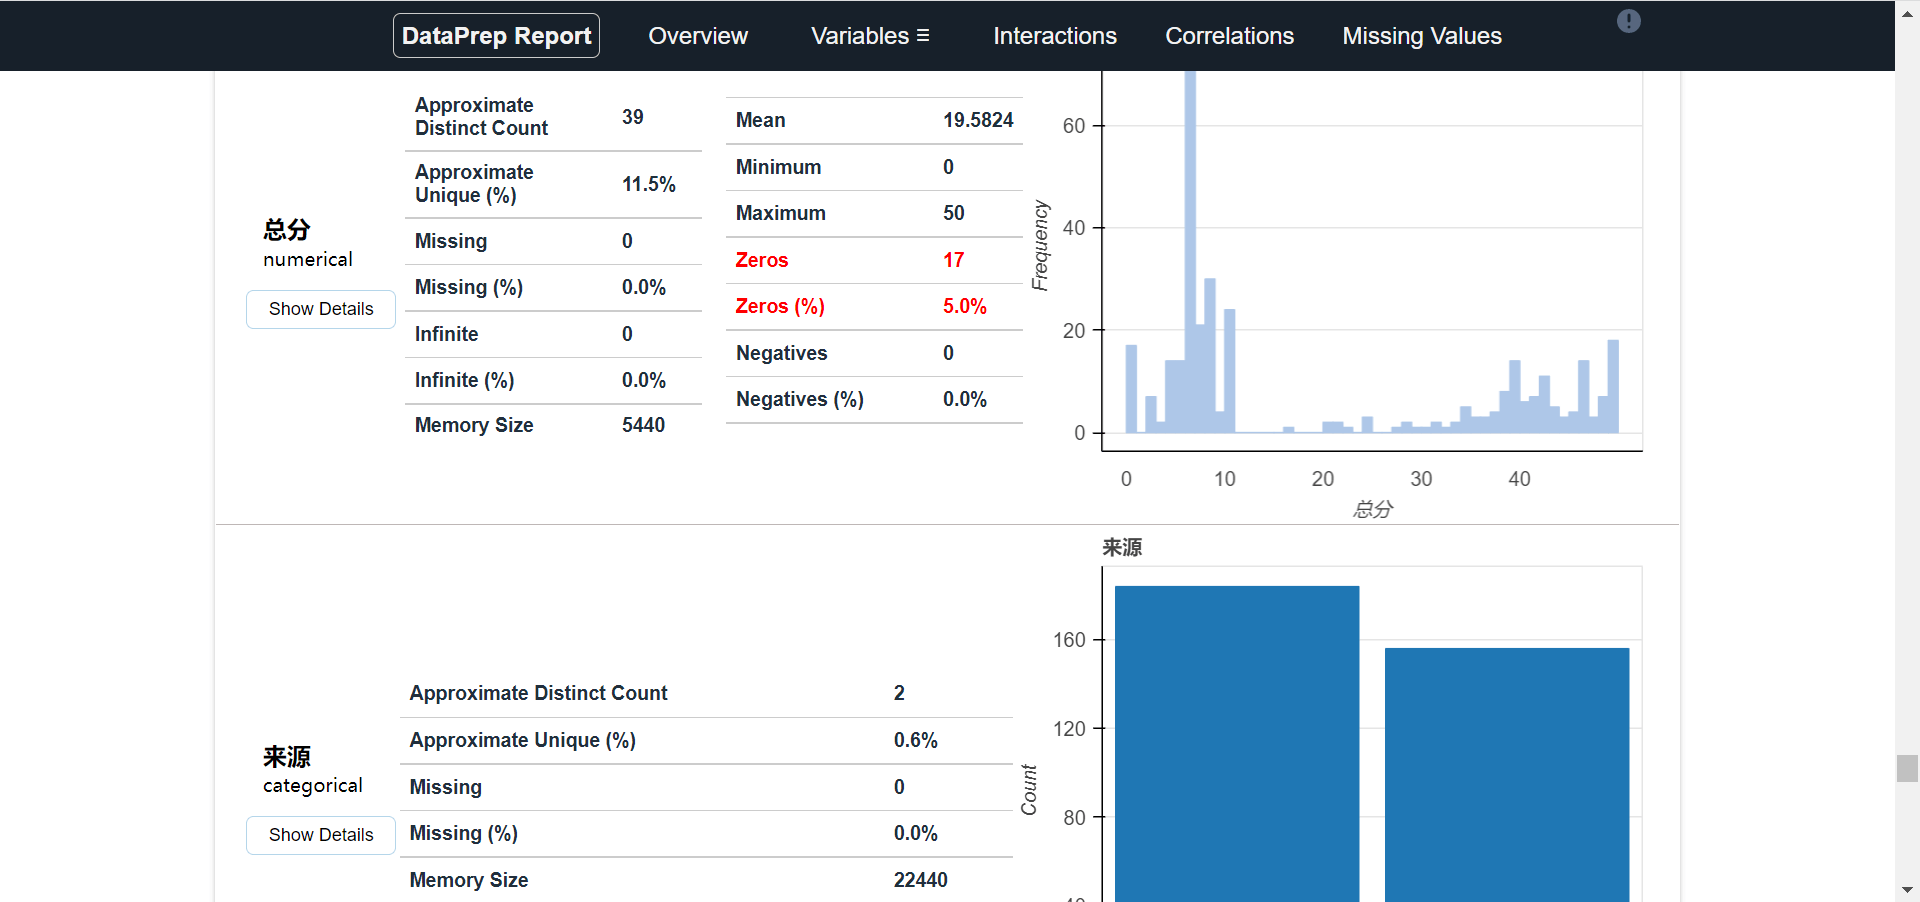 DataPrep Report Overview Variables ☰ Interactions Correlations Missing Values
总分
numerical
Show Details
Approximate
Distinct Count 39
Approximate
Unique (%) 11.5%
Missing 0
Missing (%) 0.0%
Infinite 0
Infinite (%) 0.0%
Memory Size 5440
Mean 19.5824
Minimum 0
Maximum 50
Zeros 17
Zeros (%) 5.0%
Negatives 0
Negatives (%) 0.0%
Frequency
60
40
20
0
0 10 20 30 40
总分
来源
categorical
Show Details
Approximate Distinct Count 2
Approximate Unique (%) 0.6%
Missing 0
Missing (%) 0.0%
Memory Size 22440
来源
Count
160
120
80